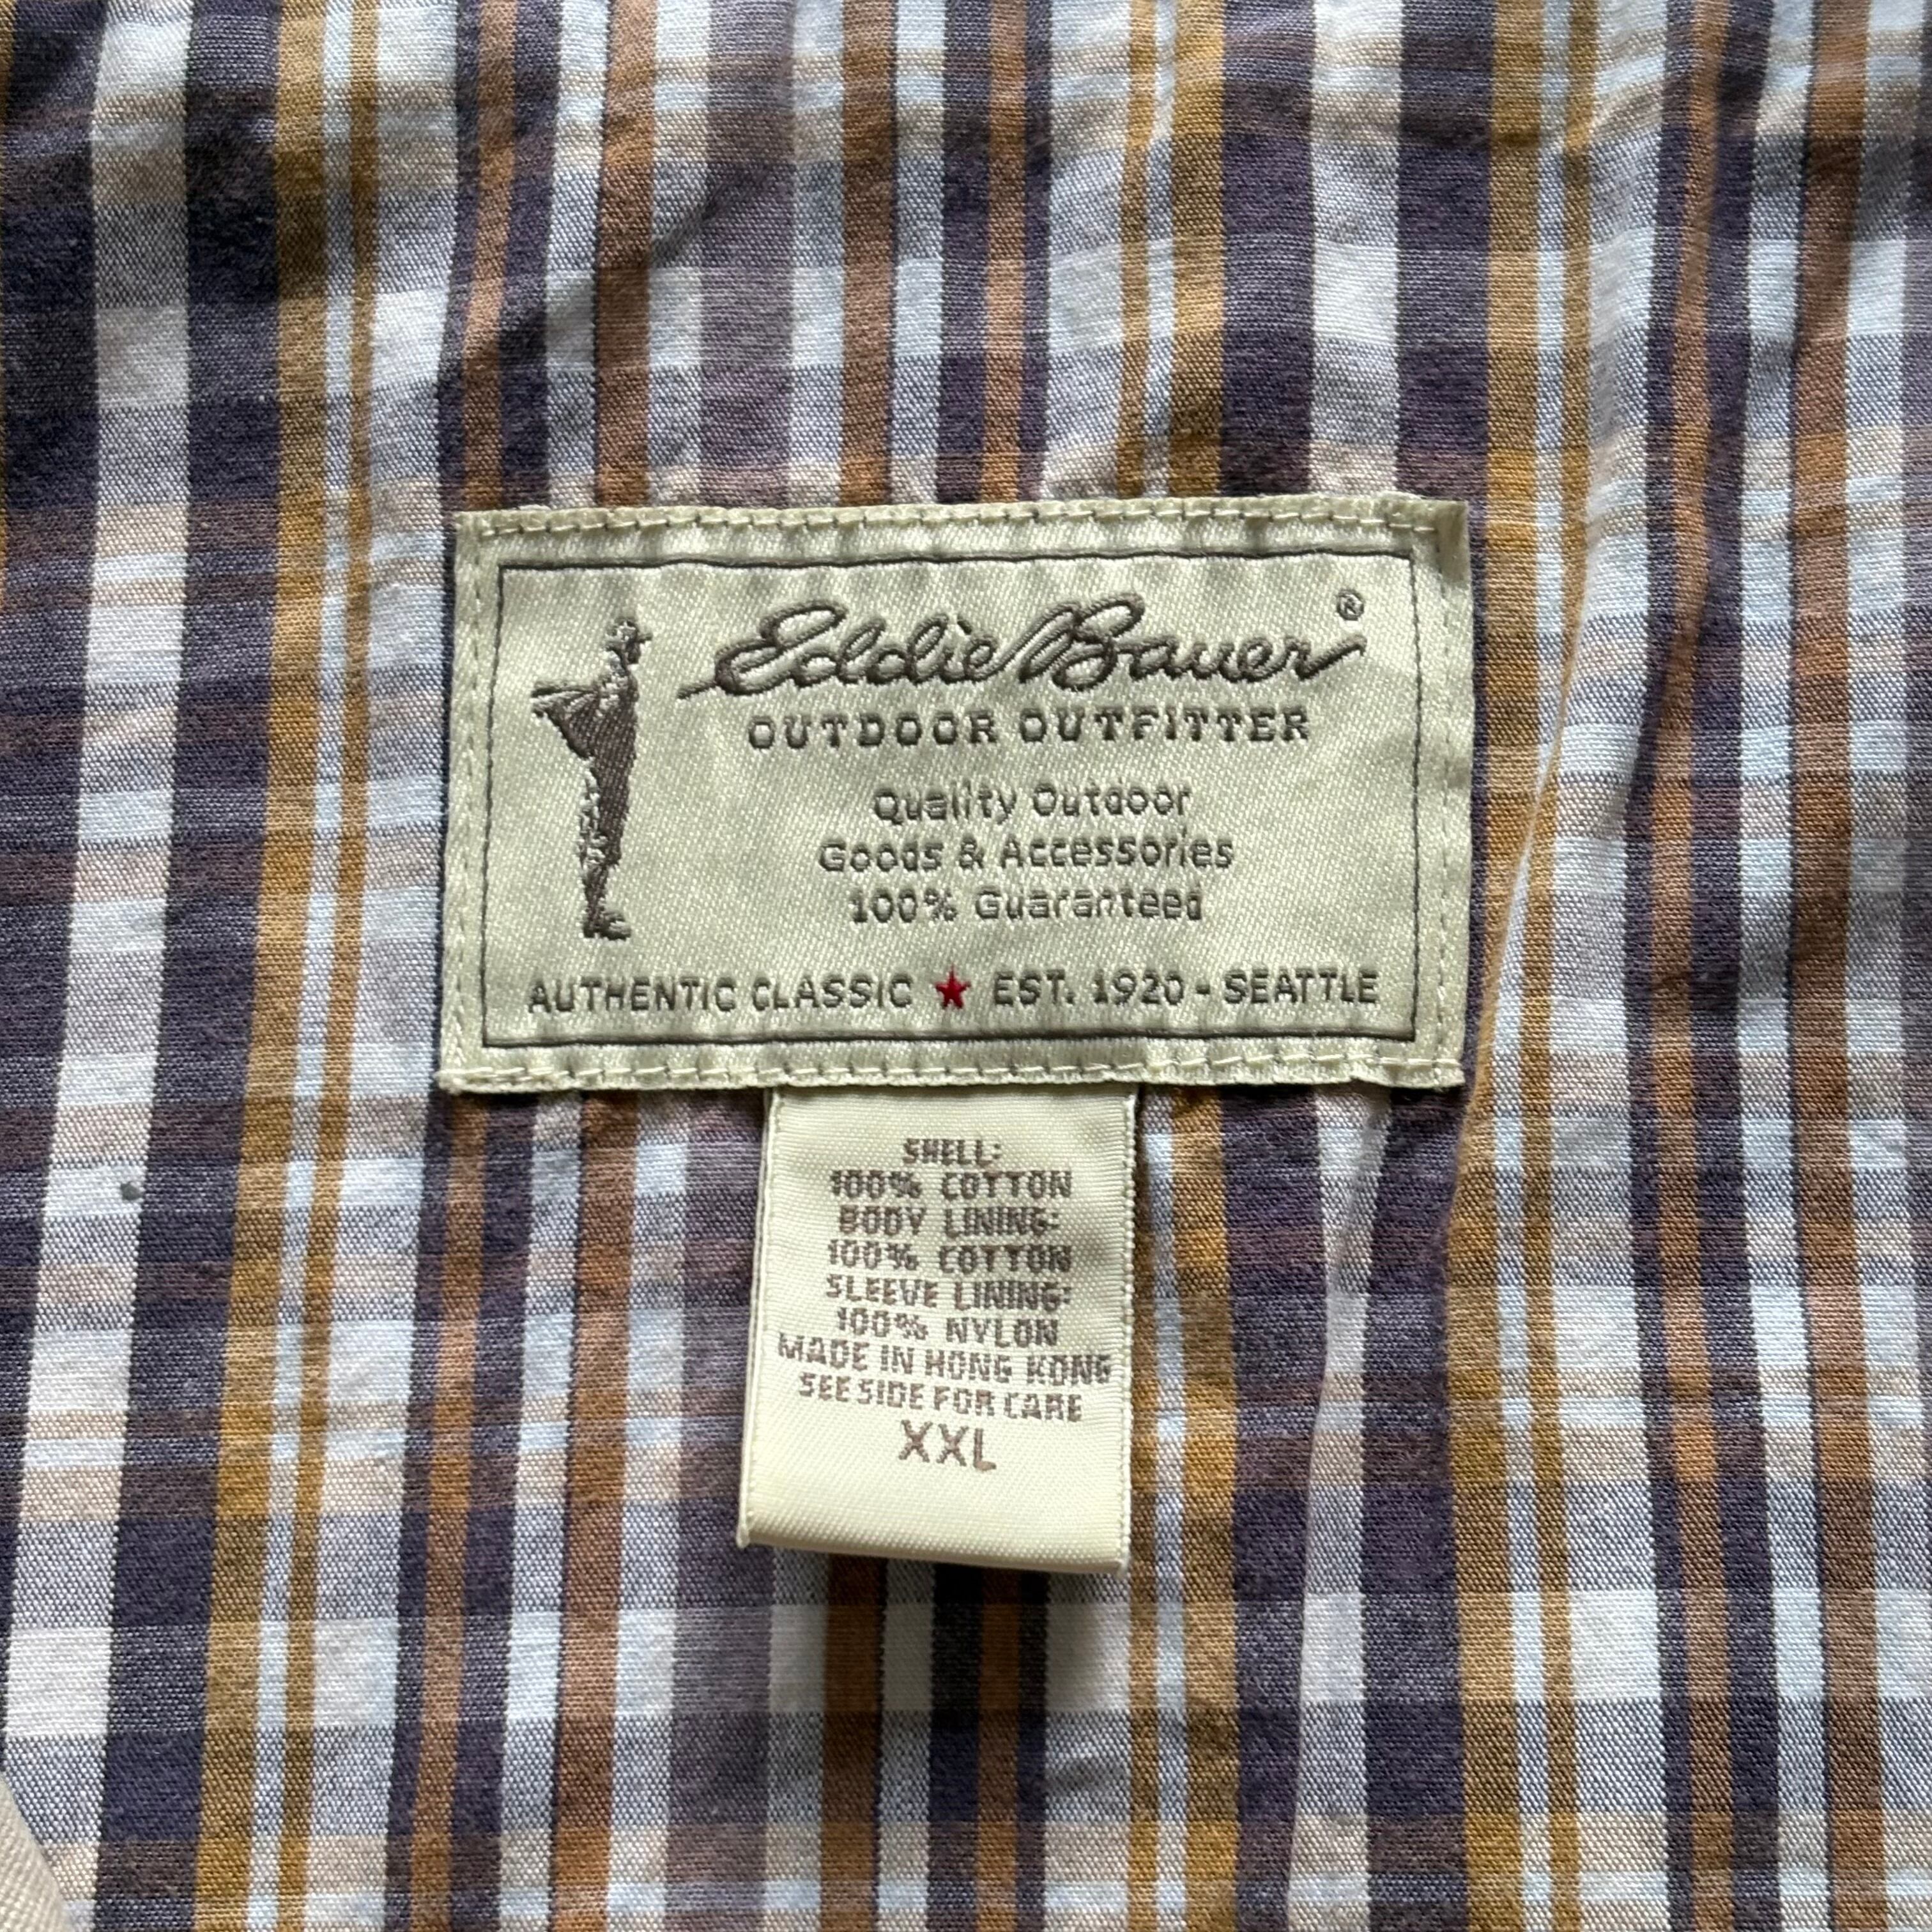 Eddie Bauer®
OUTDOOR OUTFITTER
Quality Outdoor
Goods & Accessories
100% Guaranteed
AUTHENTIC CLASSIC ★ EST. 1920 - SEATTLE
SHELL:
100% COTTON
BODY LINING:
100% COTTON
SLEEVE LINING:
100% NYLON
MADE IN HONG KONG
SEE SIDE FOR CARE
XXL